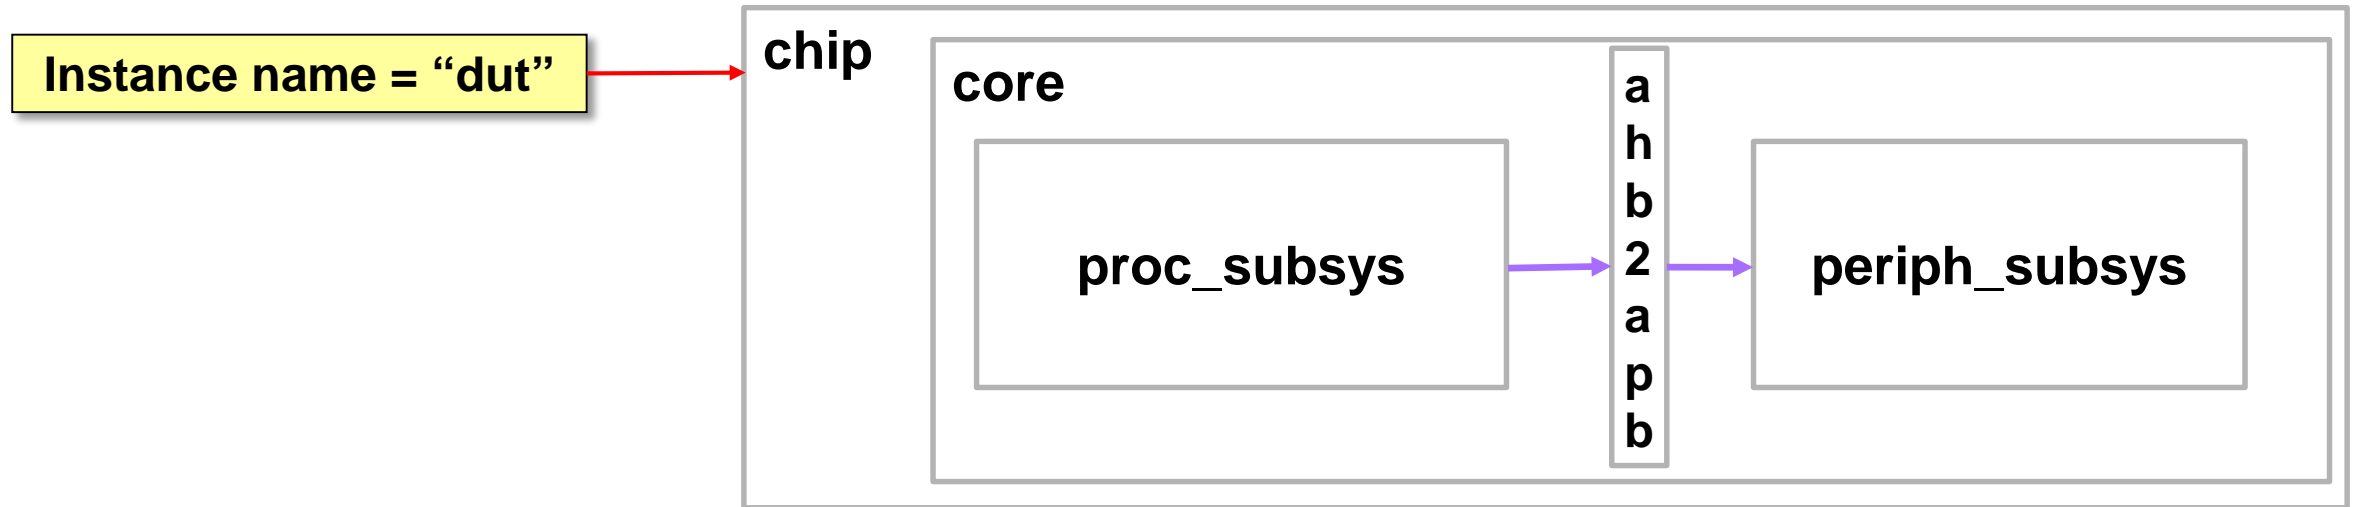 Instance name = “dut”
chip
core
proc_subsys
a
h
b
2
a
p
b
periph_subsys